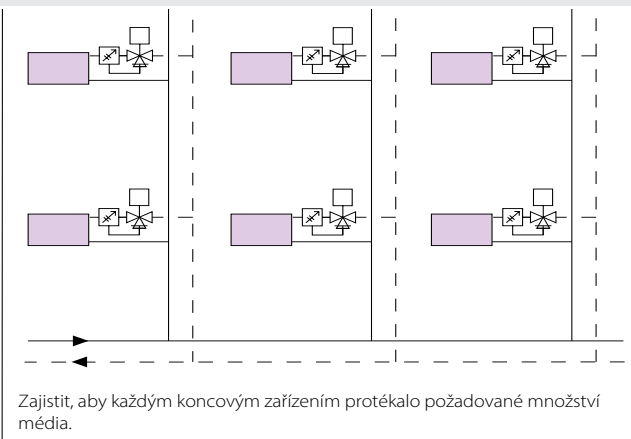 Zajistit, aby každým koncovým zařízením protékalo požadované množství
média.